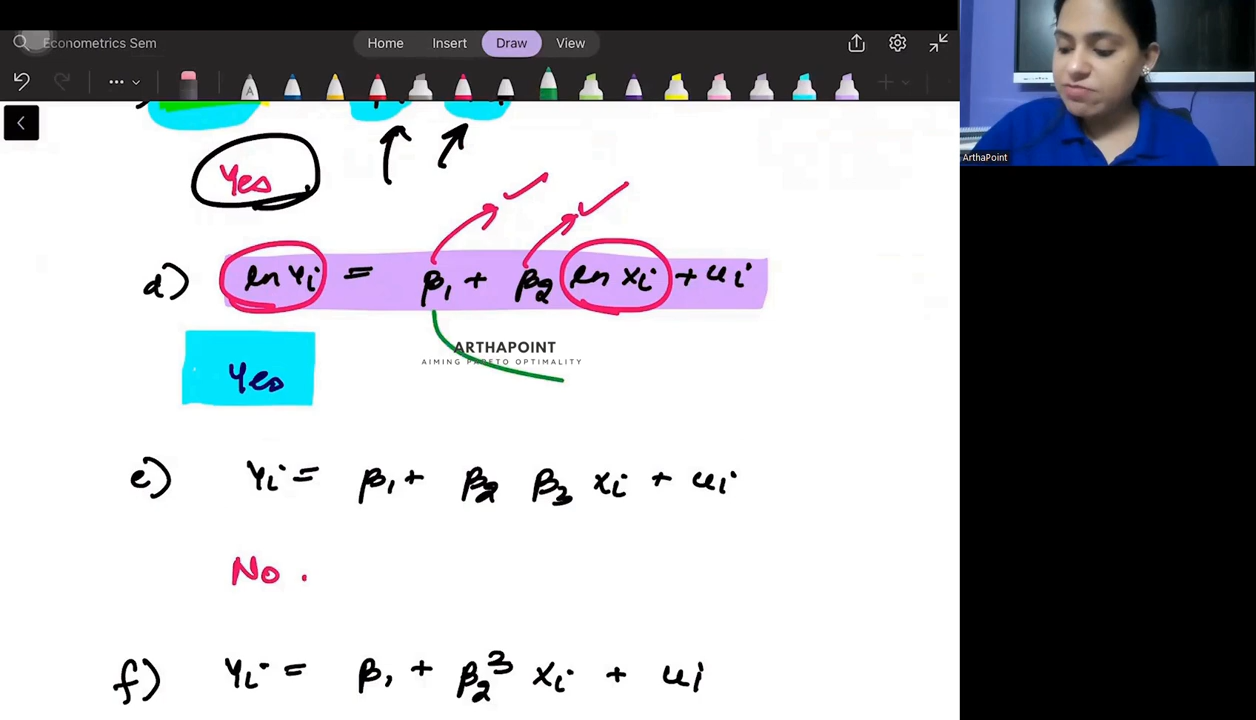 Econometrics Sem
Home Insert Draw View
A
Yes
d) ln Yi = β1 + β2 ln Xi + ui
ARTHAPOINT
AIMING PARETO OPTIMALITY
Yes
e) Yi = β1 + β2 β3 Xi + ui
No.
f) Yi = β1 + β2³ Xi + ui
ArthaPoint